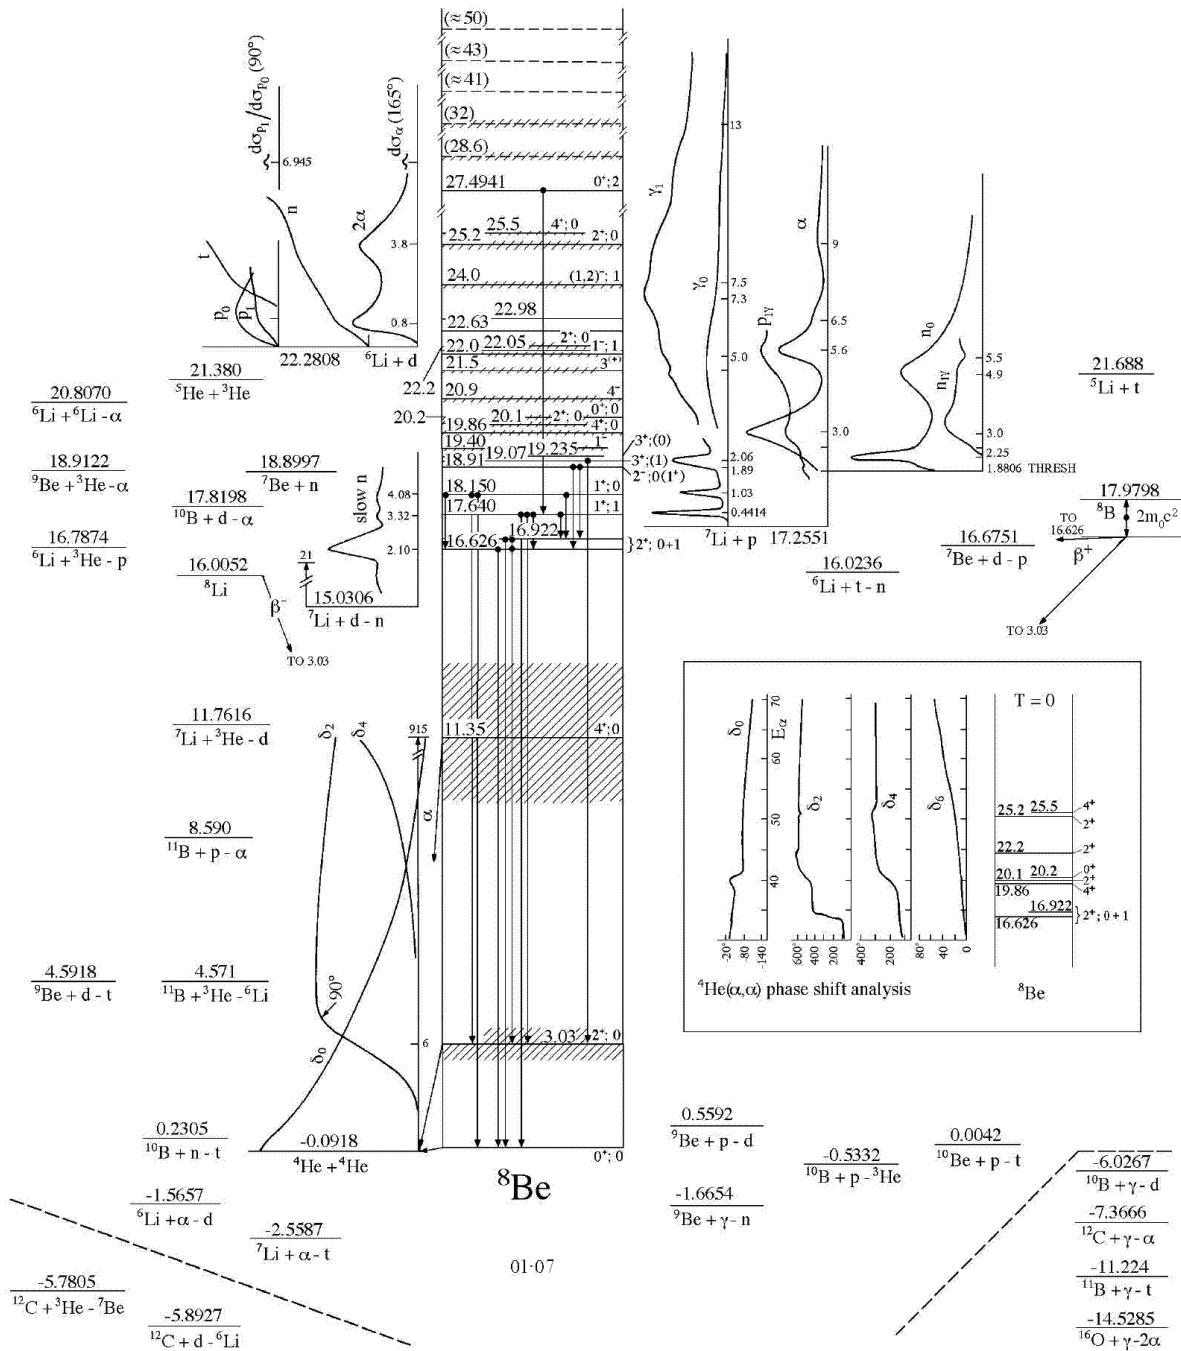 (≈50)
(≈43)
(≈41)
(32)
(28.6)
27.4941 0⁺; 2
25.5 4⁺; 0
25.2 2⁺; 0
24.0 (1,2)⁻; 1
22.98
22.63
22.05 2⁺; 0
22.0 1⁻; 1
22.2
21.5 3⁽⁺⁾
20.9 4⁻
20.2 0⁺; 0
20.1 2⁺; 0
19.86 4⁺; 0
19.40 1⁻
19.235 3⁺;(0)
19.07 3⁺;(1)
18.91 2⁻; 0(1⁺)
18.150 1⁺; 0
17.640 1⁺; 1
16.922
16.626 } 2⁺; 0+1
11.35 4⁺; 0
3.03 2⁺; 0
0⁺; 0
⁸Be
01·07
dσp₁/dσp₀ (90°)
6.945
dσα (165°)
n
2α
t
p₀
p₁
3.8
0.8
22.2808
⁶Li + d
21.380
⁵He + ³He
20.8070
⁶Li + ⁶Li - α
18.9122
⁹Be + ³He - α
18.8997
⁷Be + n
17.8198
¹⁰B + d - α
16.7874
⁶Li + ³He - p
16.0052
⁸Li
β⁻
TO 3.03
slow n
4.08
3.32
2.10
21
15.0306
⁷Li + d - n
11.7616
⁷Li + ³He - d
δ₂
δ₄
915
α
8.590
¹¹B + p - α
4.5918
⁹Be + d - t
4.571
¹¹B + ³He - ⁶Li
90°
δ₀
6
0.2305
¹⁰B + n - t
-0.0918
⁴He + ⁴He
-1.5657
⁶Li + α - d
-2.5587
⁷Li + α - t
-5.7805
¹²C + ³He - ⁷Be
-5.8927
¹²C + d - ⁶Li
γ₁
γ₀
13
7.5
7.3
5.0
2.06
1.89
1.03
0.4414
⁷Li + p
17.2551
α
p₁γ
9
6.5
5.6
3.0
n₀
n₁γ
5.5
4.9
3.0
2.25
1.8806 THRESH
21.688
⁵Li + t
17.9798
⁸B
2m₀c²
TO
16.626
β⁺
TO 3.03
16.6751
⁷Be + d - p
16.0236
⁶Li + t - n
δ₀
70
Eα
60
50
40
-20°
-80
-140
δ₂
600°
400
200
δ₄
400°
200
δ₆
80
40
0
T = 0
25.2 25.5 4⁺
2⁺
22.2 2⁺
20.1 20.2 0⁺
2⁺
19.86 4⁺
16.922
16.626 } 2⁺; 0+1
⁴He(α,α) phase shift analysis
⁸Be
0.5592
⁹Be + p - d
-0.5332
¹⁰B + p - ³He
0.0042
¹⁰Be + p - t
-1.6654
⁹Be + γ - n
-6.0267
¹⁰B + γ - d
-7.3666
¹²C + γ - α
-11.224
¹¹B + γ - t
-14.5285
¹⁶O + γ - 2α